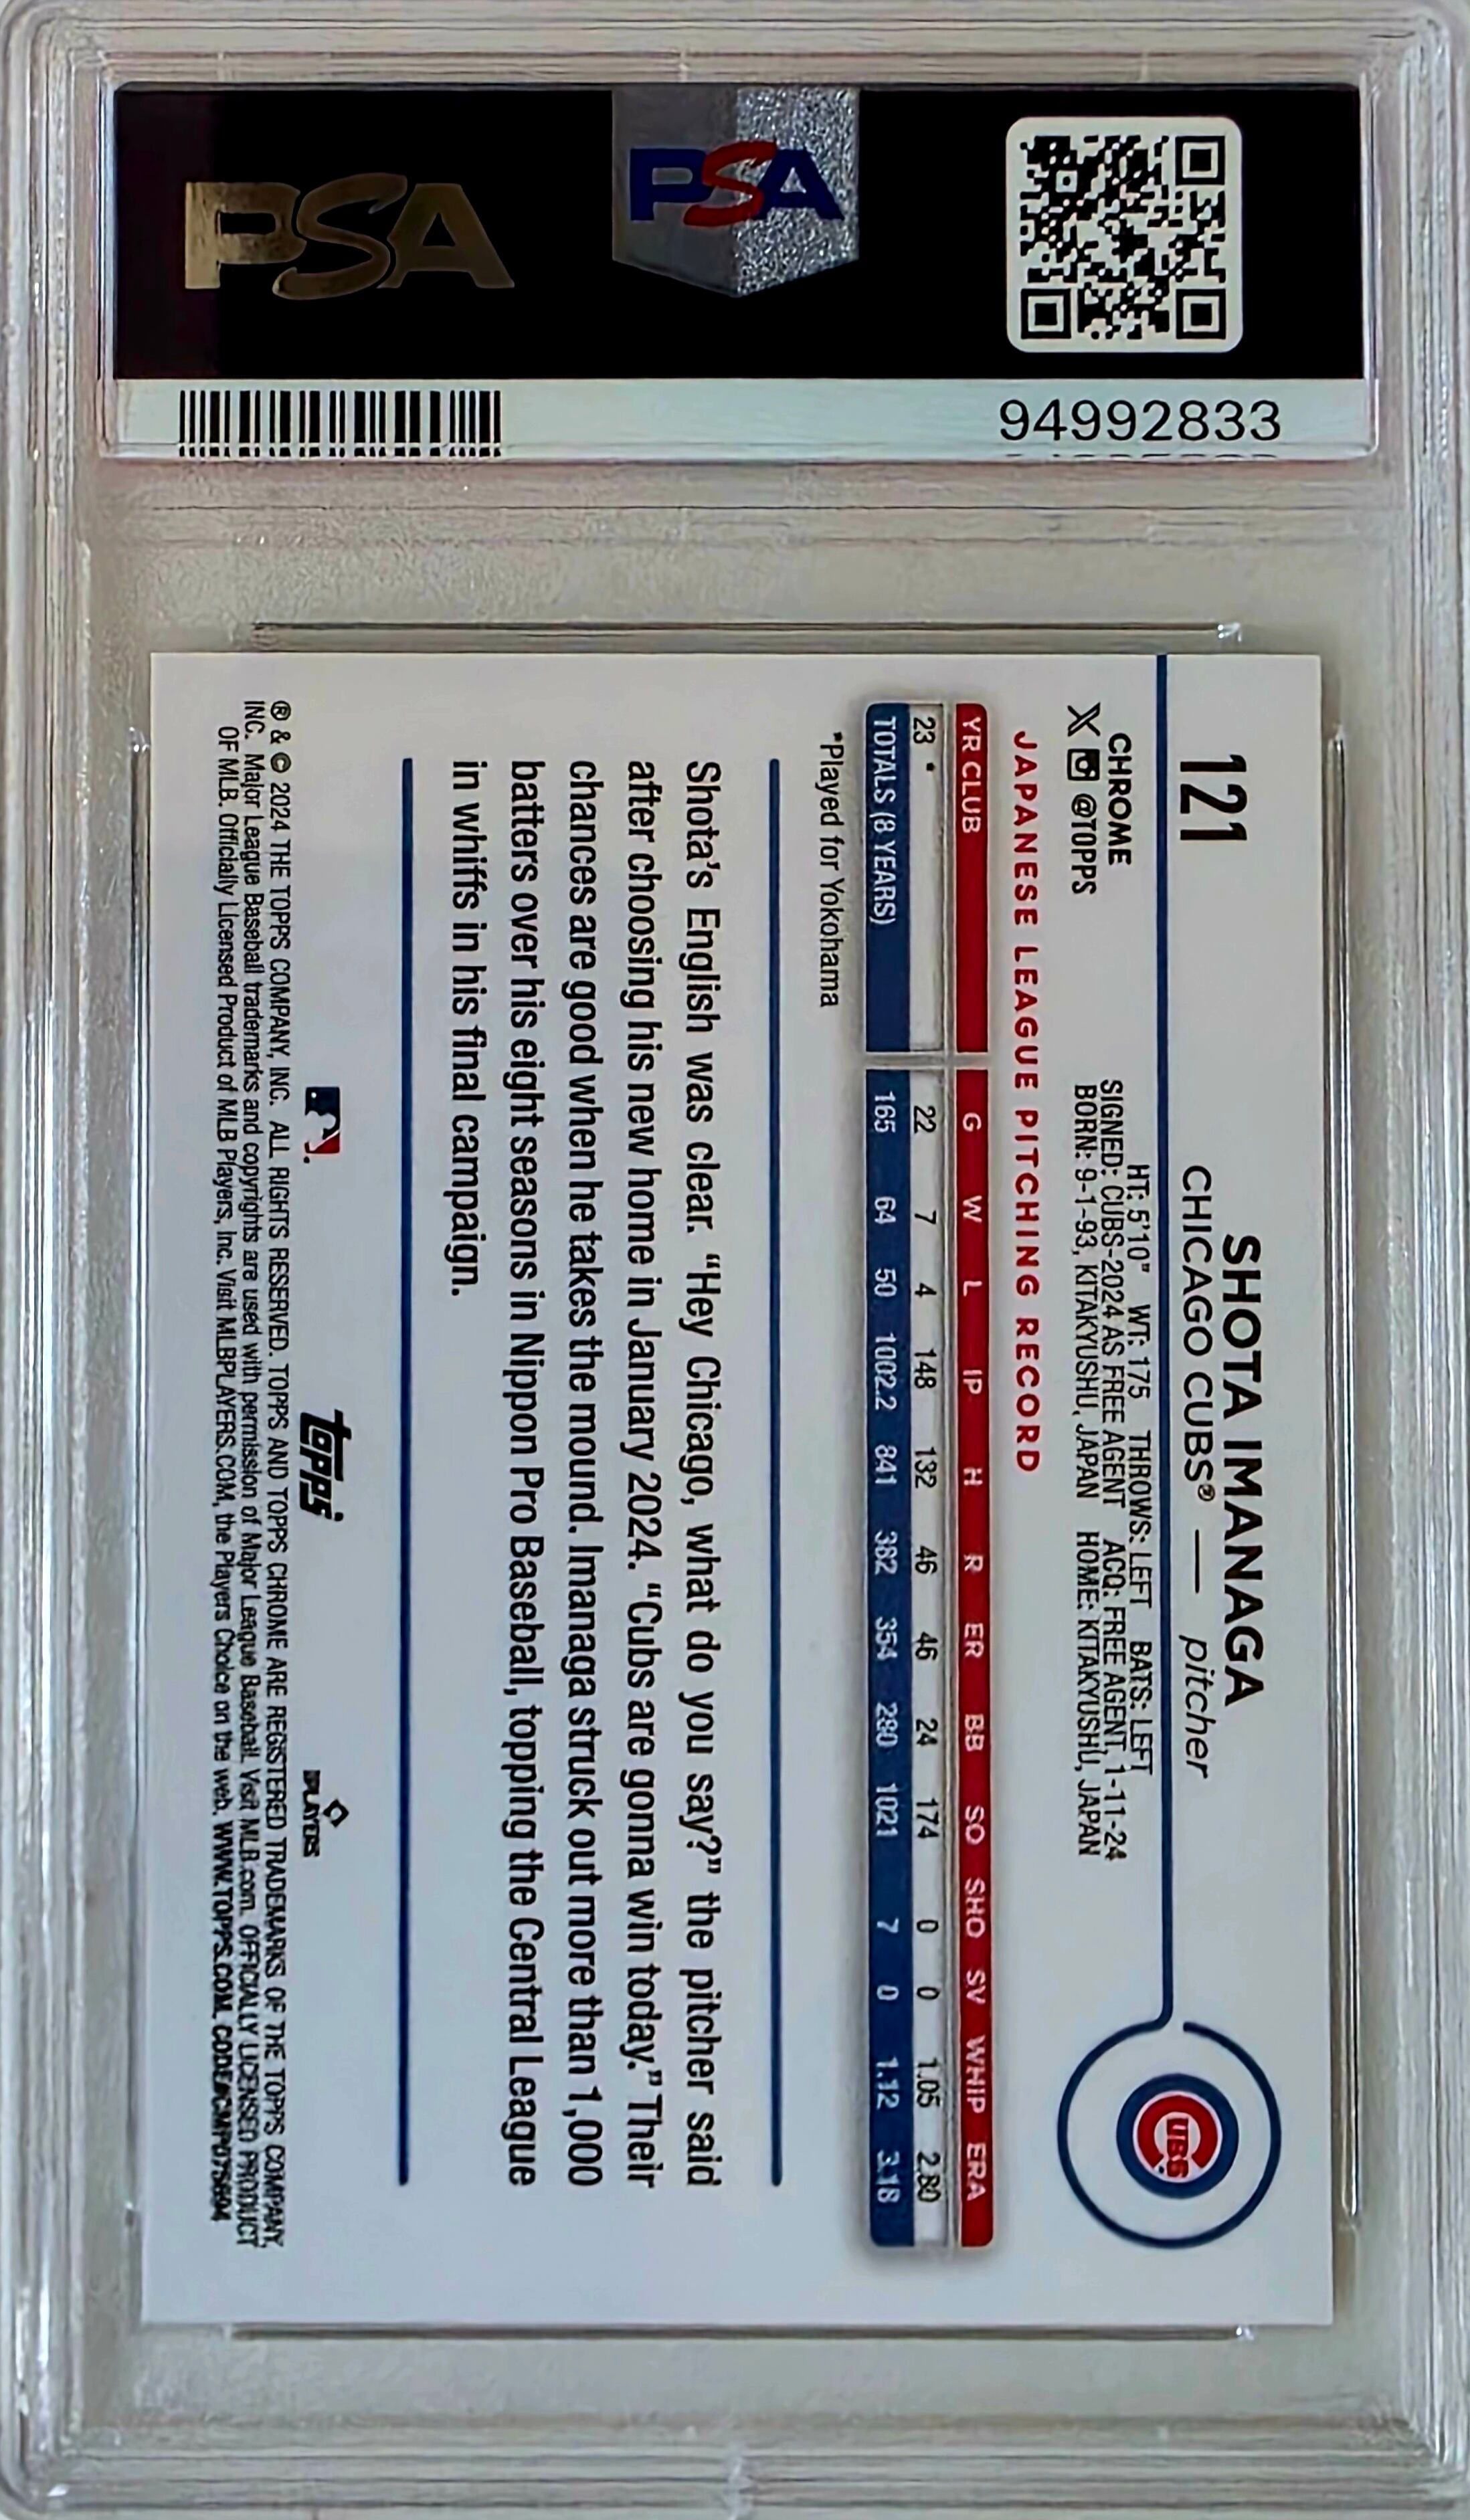 PSA
PSA
94992833
121
SHOTA IMANAGA
CHICAGO CUBS® — pitcher
CUBS
CHROME
@TOPPS
HT: 5'10" WT: 175 THROWS: LEFT BATS: LEFT
SIGNED: CUBS-2024 AS FREE AGENT ACQ: FREE AGENT, 1-11-24
BORN: 9-1-93, KITAKYUSHU, JAPAN HOME: KITAKYUSHU, JAPAN
JAPANESE LEAGUE PITCHING RECORD
YR CLUB G W L IP H R ER BB SO SHO SV WHIP ERA
23 * 22 7 4 148 132 46 46 24 174 0 0 1.05 2.80
TOTALS (8 YEARS) 165 64 50 1002.2 841 382 354 280 1021 7 0 1.12 3.18
*Played for Yokohama
Shota's English was clear. “Hey Chicago, what do you say?” the pitcher said
after choosing his new home in January 2024. “Cubs are gonna win today.” Their
chances are good when he takes the mound. Imanaga struck out more than 1,000
batters over his eight seasons in Nippon Pro Baseball, topping the Central League
in whiffs in his final campaign.
topps
PLAYERS
® & © 2024 THE TOPPS COMPANY, INC. ALL RIGHTS RESERVED. TOPPS AND TOPPS CHROME ARE REGISTERED TRADEMARKS OF THE TOPPS COMPANY,
INC. Major League Baseball trademarks and copyrights are used with permission of Major League Baseball. Visit MLB.com. OFFICIALLY LICENSED PRODUCT
OF MLB. Officially Licensed Product of MLB Players, Inc. Visit MLBPLAYERS.COM, the Players Choice on the web. WWW.TOPPS.COM. CODE#CMP075694